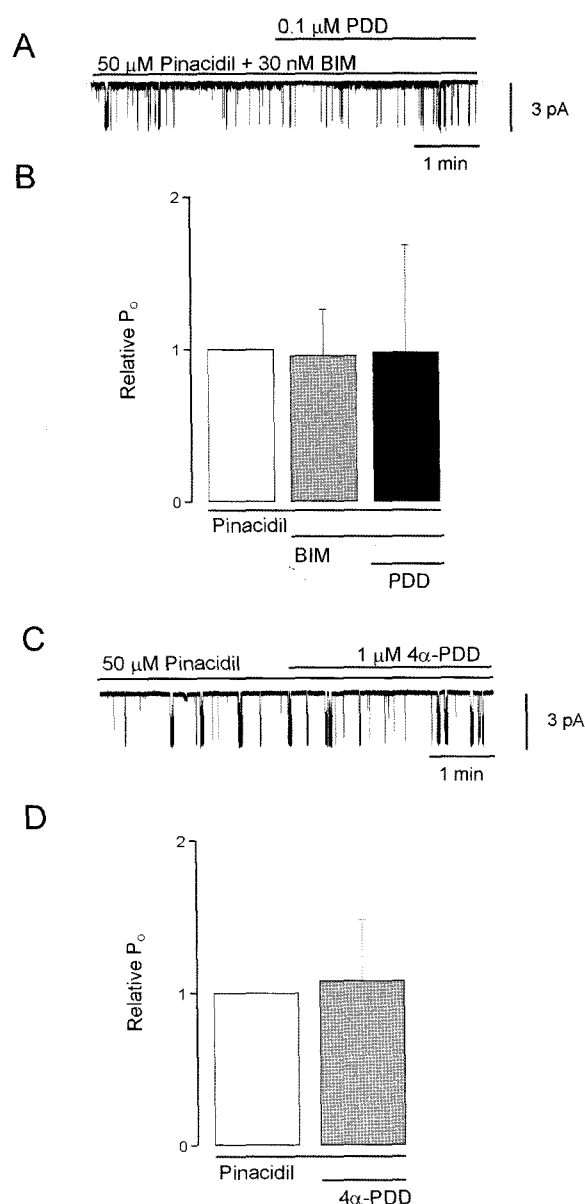 A
0.1 μM PDD
50 μM Pinacidil + 30 nM BIM
3 pA
1 min
B
2
1
0
Relative Po
Pinacidil
BIM
PDD
C
50 μM Pinacidil
1 μM 4α-PDD
3 pA
1 min
D
2
1
0
Relative Po
Pinacidil
4α-PDD